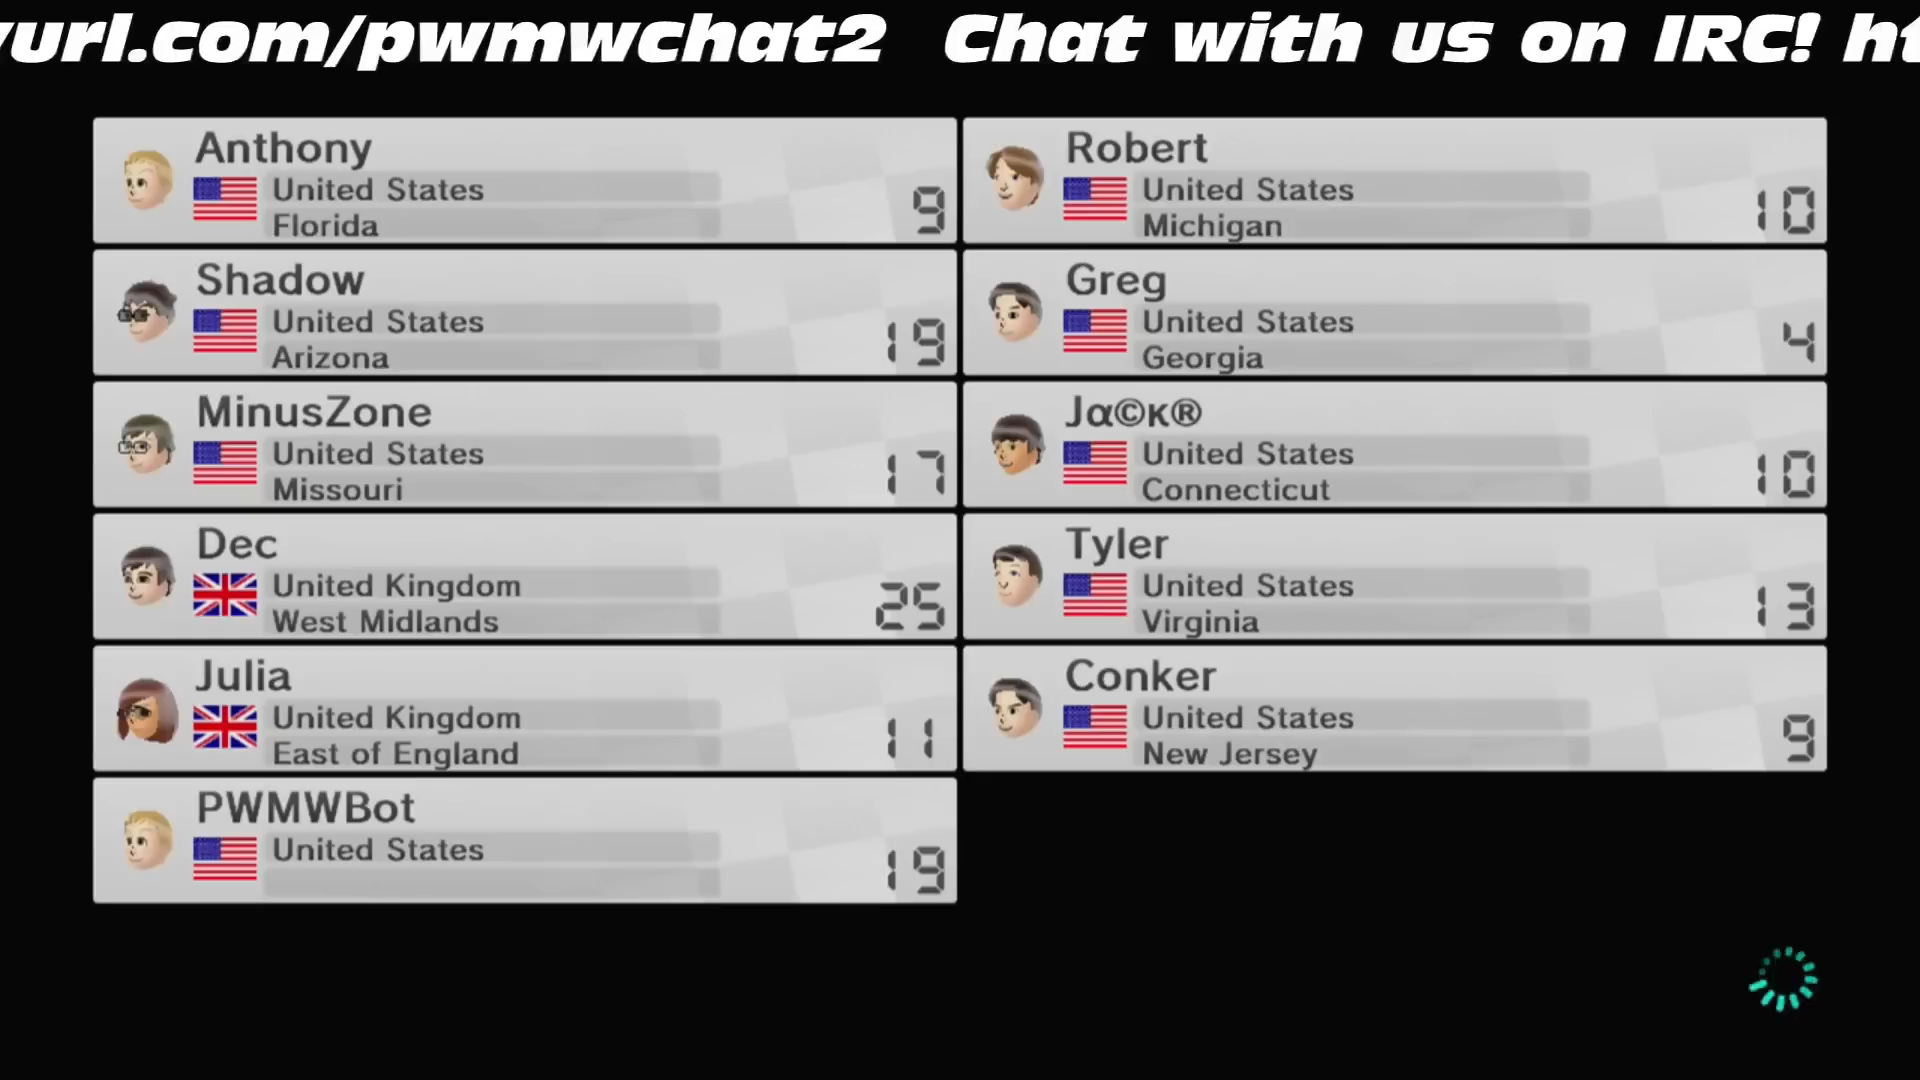 yurl.com/pwmwchat2 Chat with us on IRC! ht
Anthony
United States
Florida
9
Robert
United States
Michigan
10
Shadow
United States
Arizona
19
Greg
United States
Georgia
4
MinusZone
United States
Missouri
17
Jα©κ®
United States
Connecticut
10
Dec
United Kingdom
West Midlands
25
Tyler
United States
Virginia
13
Julia
United Kingdom
East of England
11
Conker
United States
New Jersey
9
PWMWBot
United States
19